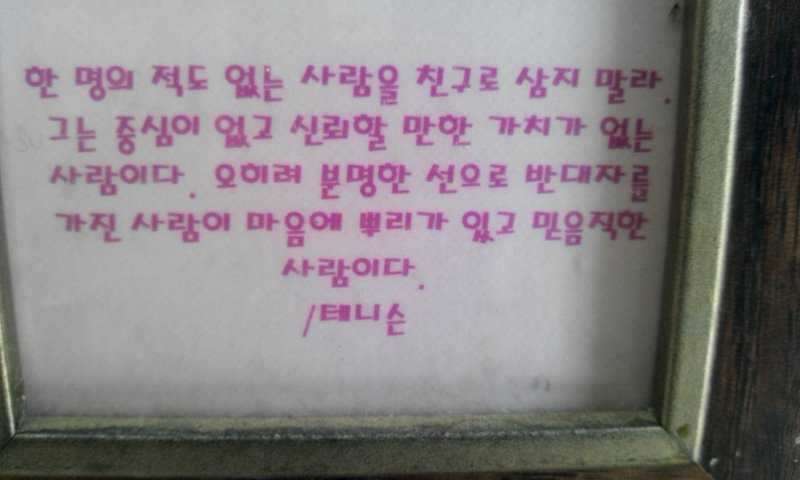 한 명의 적도 없는 사람을 친구로 삼지 말라.
그는 중심이 없고 신뢰할 만한 가치가 없는
사람이다. 오히려 분명한 선으로 반대자를
가진 사람이 마음에 뿌리가 있고 믿음직한
사람이다.
/테니슨